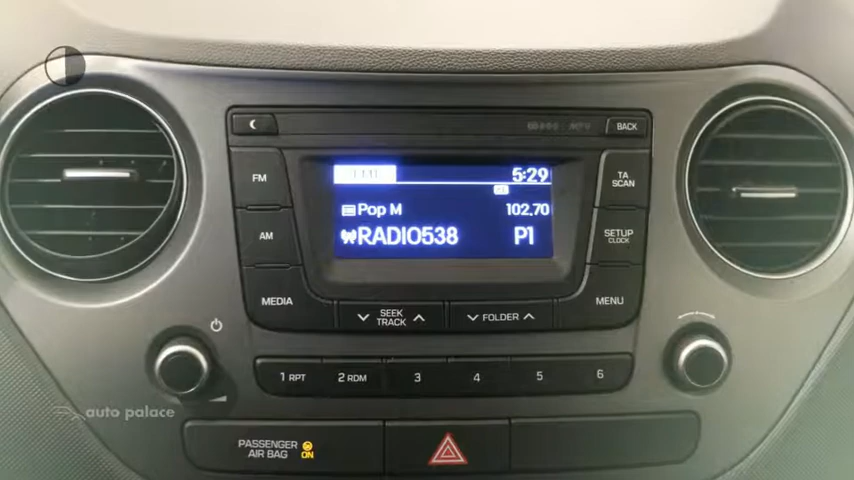 BACK
FM
5:29
TA
SCAN
Pop M
102.70
AM
RADIO538
P1
SETUP
CLOCK
MEDIA
SEEK
TRACK
FOLDER
MENU
1 RPT
2 RDM
3
4
5
6
auto palace
PASSENGER
AIR BAG
ON